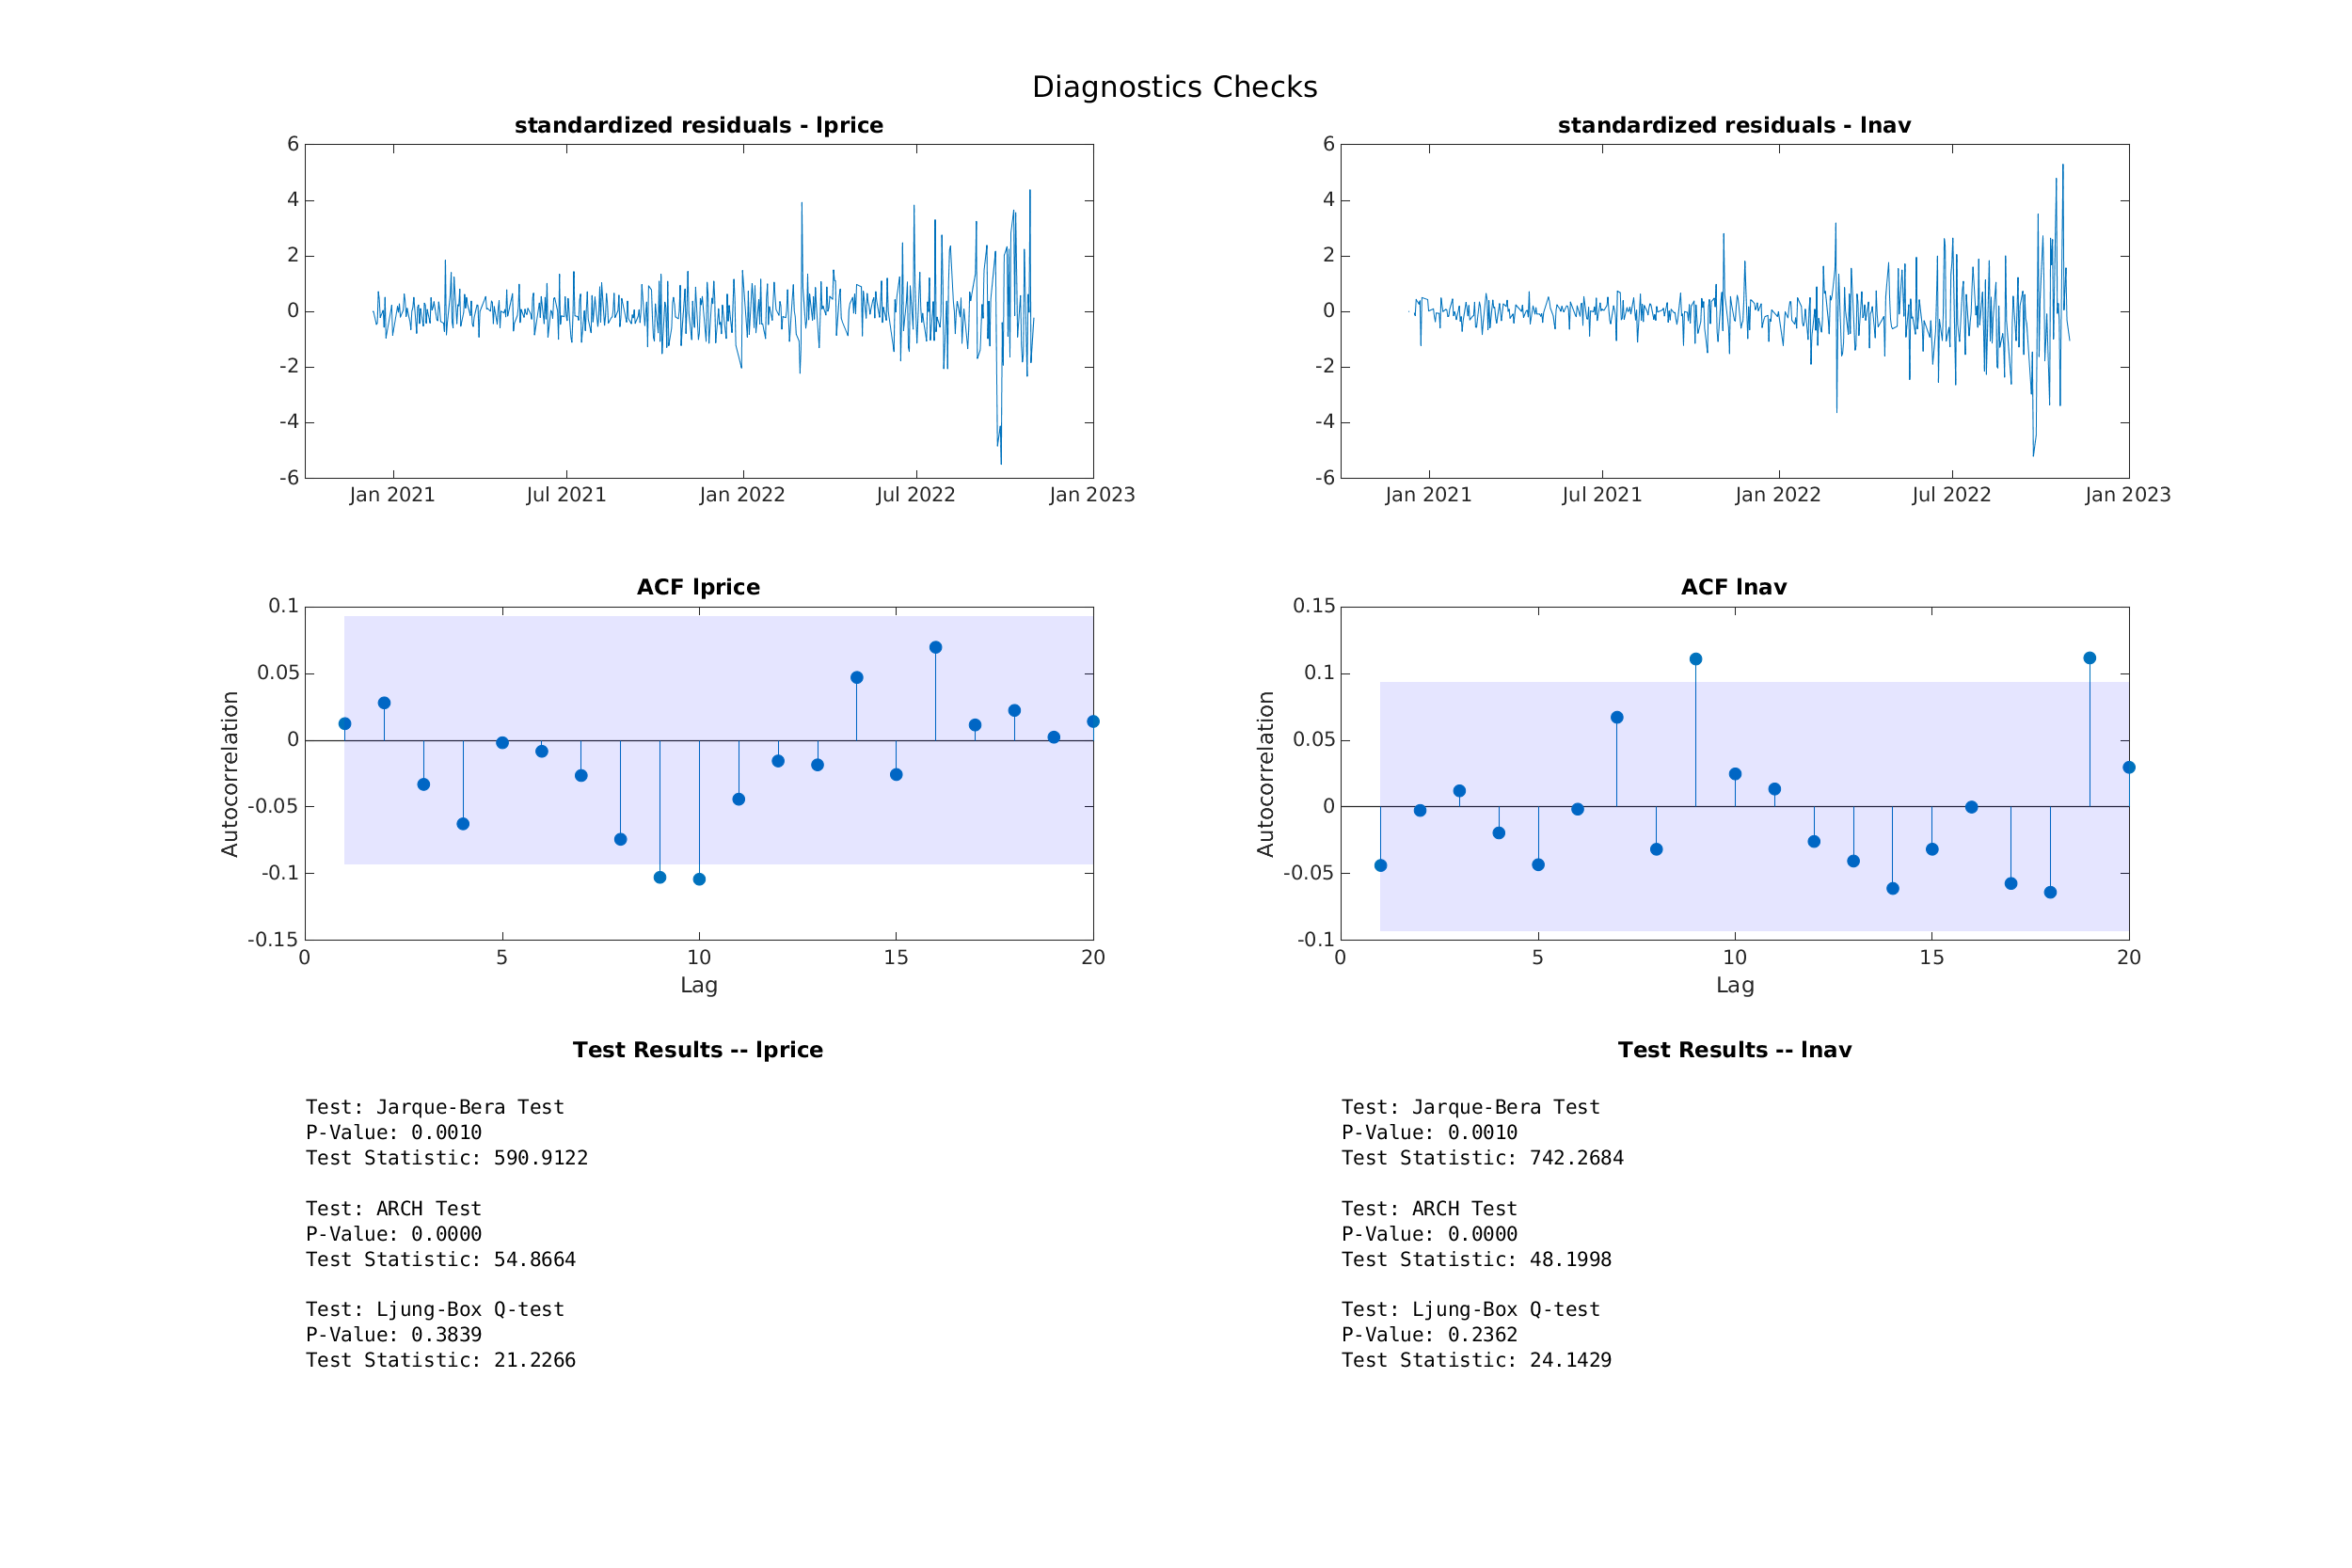 Diagnostics Checks
standardized residuals - lprice
6
4
2
0
-2
-4
-6
Jan 2021 Jul 2021 Jan 2022 Jul 2022 Jan 2023
standardized residuals - lnav
6
4
2
0
-2
-4
-6
Jan 2021 Jul 2021 Jan 2022 Jul 2022 Jan 2023
ACF lprice
Autocorrelation
0.1
0.05
0
-0.05
-0.1
-0.15
0 5 10 15 20
Lag
ACF lnav
Autocorrelation
0.15
0.1
0.05
0
-0.05
-0.1
0 5 10 15 20
Lag
Test Results -- lprice
Test: Jarque-Bera Test
P-Value: 0.0010
Test Statistic: 590.9122
Test: ARCH Test
P-Value: 0.0000
Test Statistic: 54.8664
Test: Ljung-Box Q-test
P-Value: 0.3839
Test Statistic: 21.2266
Test Results -- lnav
Test: Jarque-Bera Test
P-Value: 0.0010
Test Statistic: 742.2684
Test: ARCH Test
P-Value: 0.0000
Test Statistic: 48.1998
Test: Ljung-Box Q-test
P-Value: 0.2362
Test Statistic: 24.1429